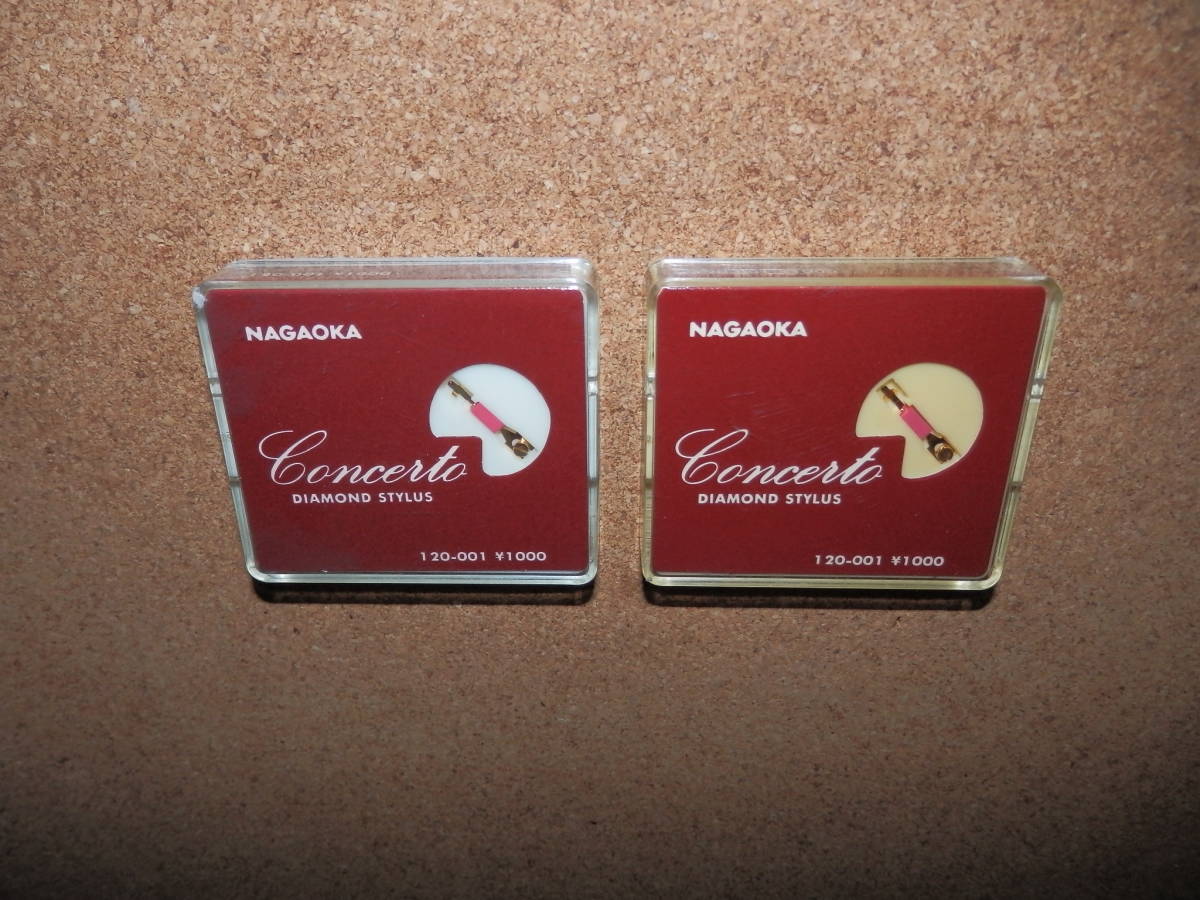 NAGAOKA
Concerto
DIAMOND STYLUS
120-001 ¥1000
NAGAOKA
Concerto
DIAMOND STYLUS
120-001 ¥1000